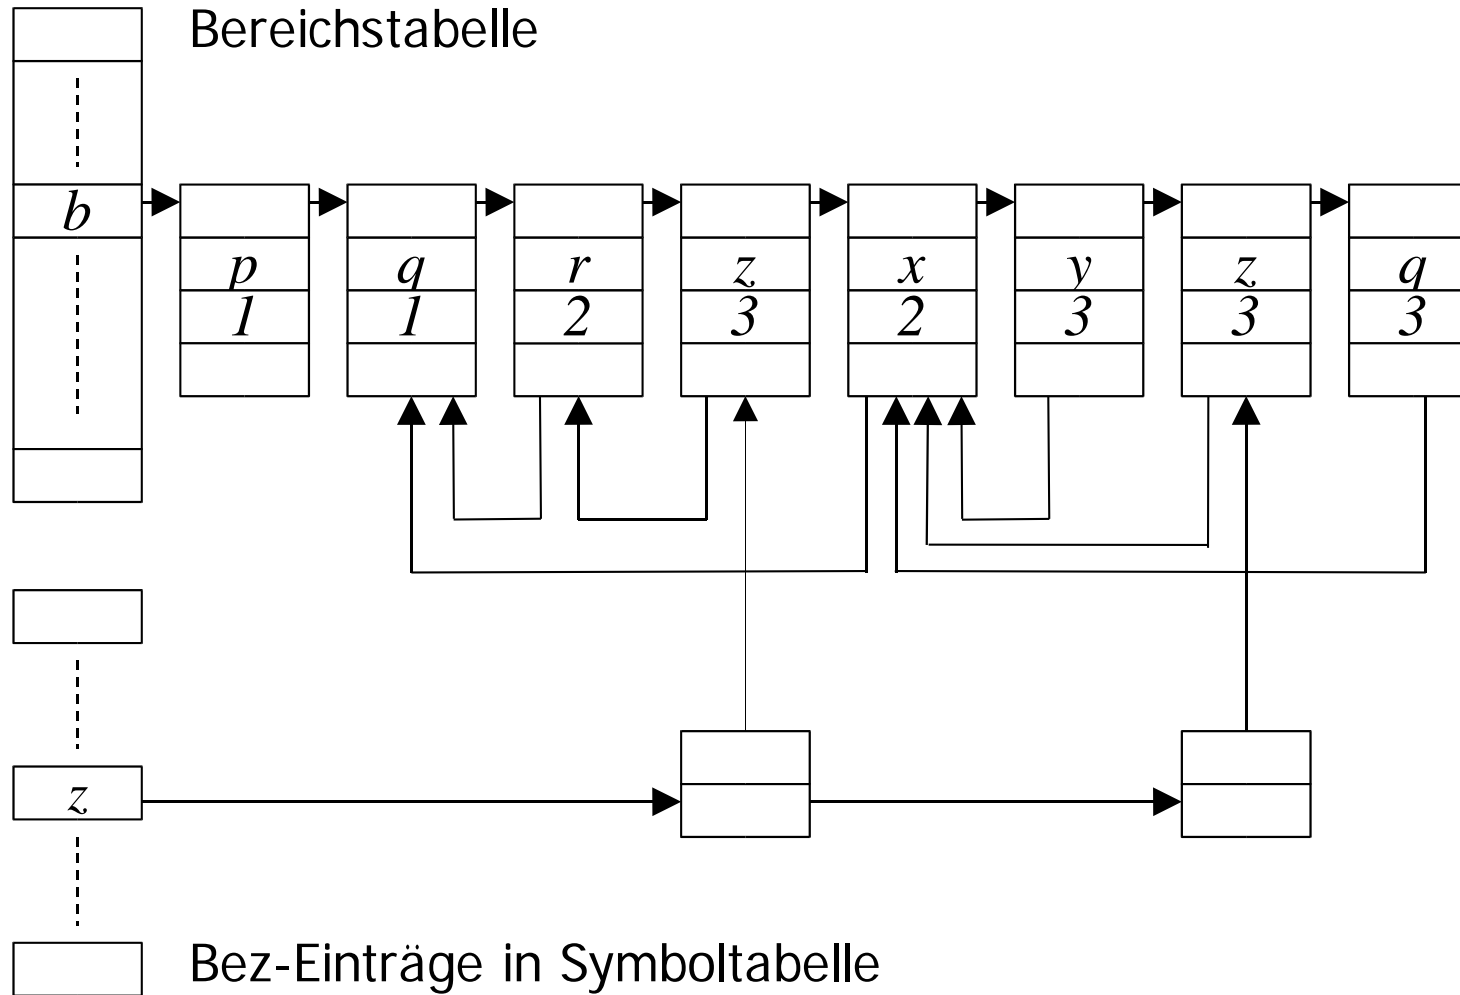 Bereichstabelle
b
p q r z x y z q
1 1 2 3 2 3 3 3
z
Bez-Einträge in Symboltabelle